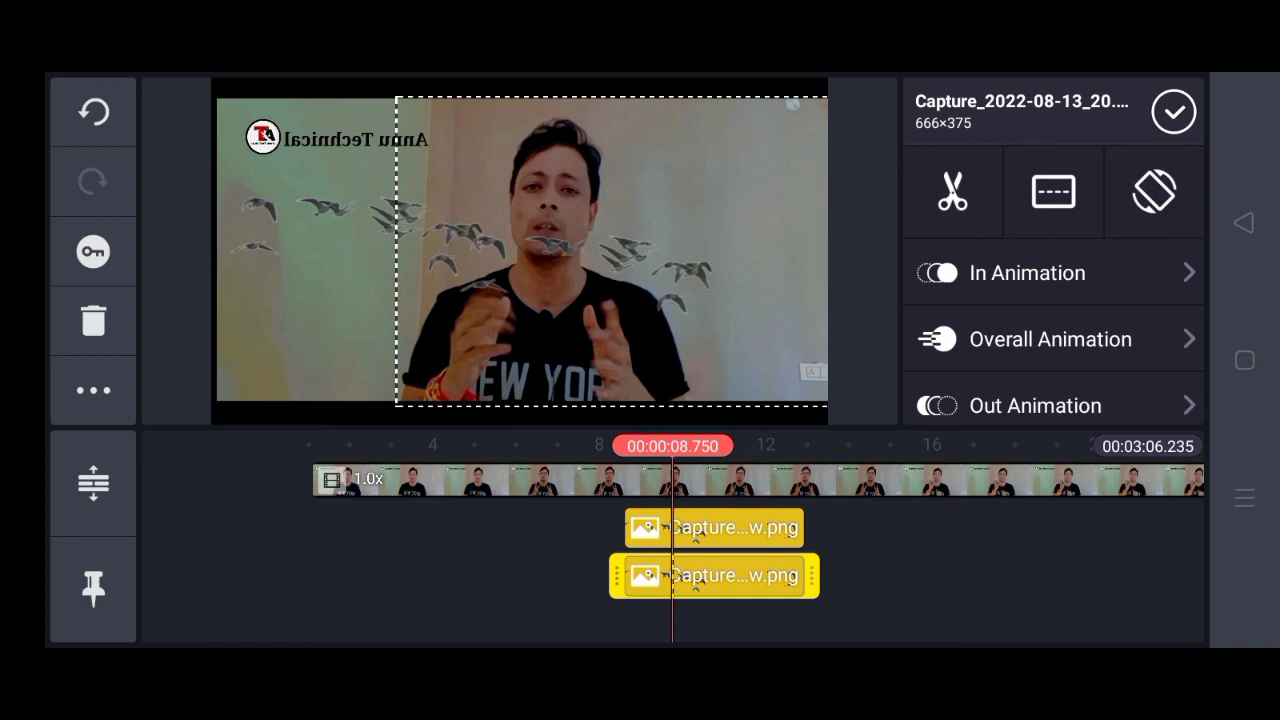 Capture_2022-08-13_20....
666×375
Annu Technical
EW YOR
In Animation
Overall Animation
Out Animation
4
8
00:00:08.750
12
16
00:03:06.235
1.0x
Capture...w.png
Capture...w.png